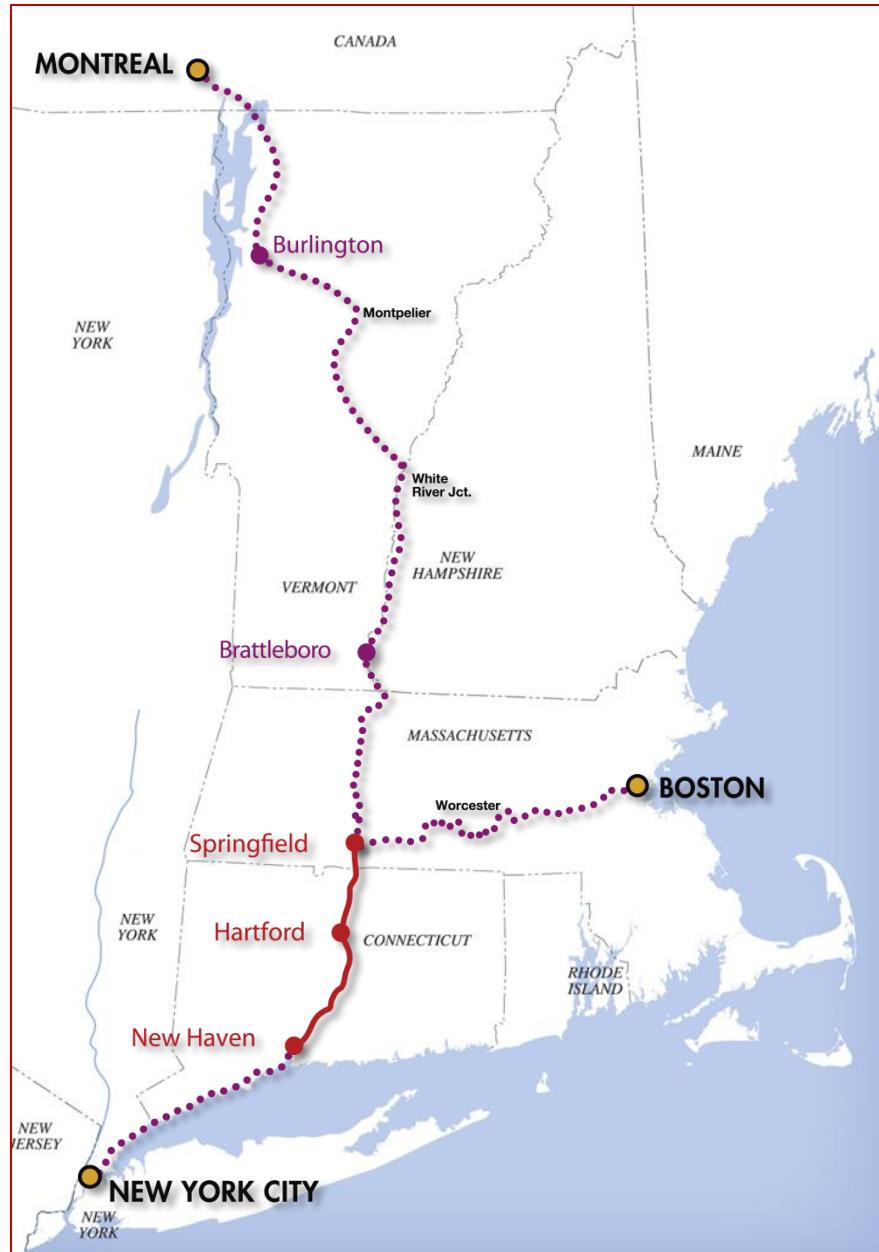 CANADA
MONTREAL
Burlington
Montpelier
NEW
YORK
MAINE
White
River Jct.
NEW
HAMPSHIRE
VERMONT
Brattleboro
MASSACHUSETTS
BOSTON
Worcester
Springfield
NEW
YORK
Hartford
CONNECTICUT
RHODE
ISLAND
New Haven
NEW
JERSEY
NEW YORK CITY
NEW
YORK